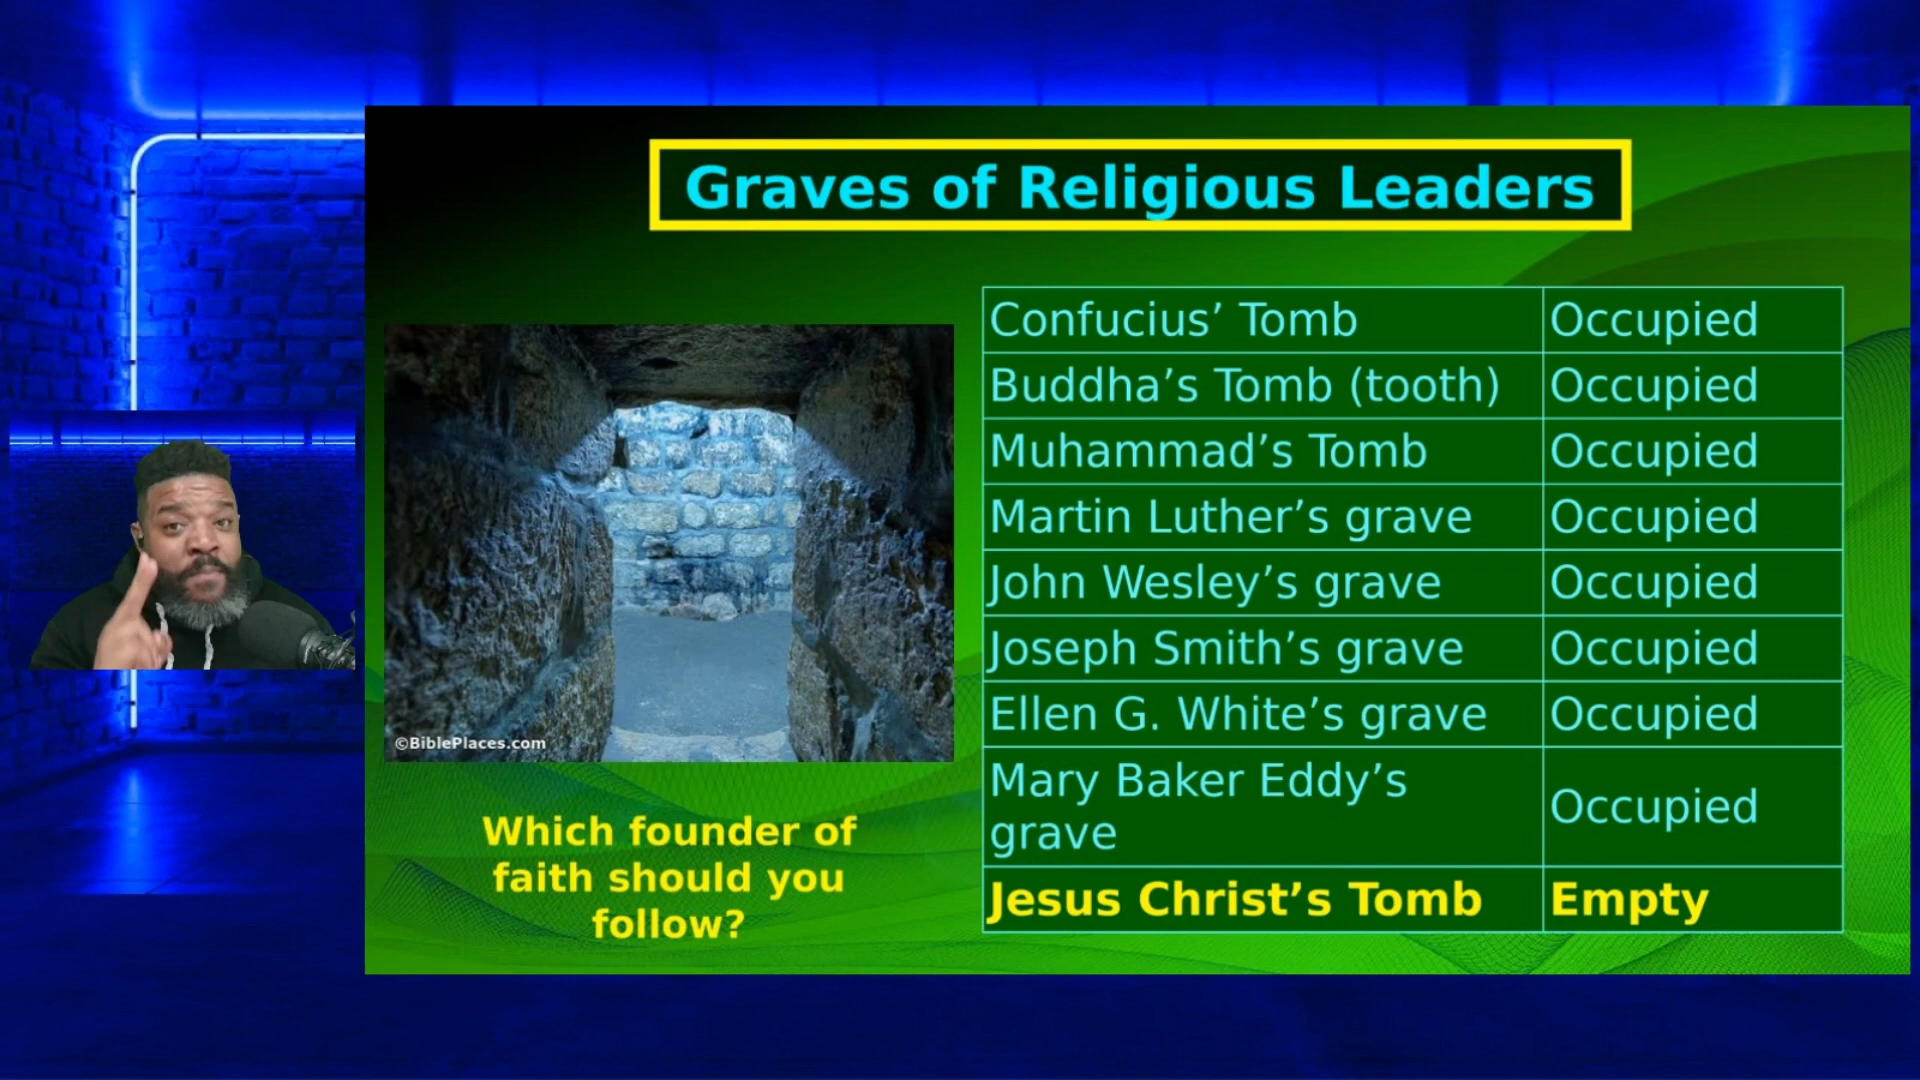 Graves of Religious Leaders
©BiblePlaces.com
Which founder of
faith should you
follow?
Confucius’ Tomb Occupied
Buddha’s Tomb (tooth) Occupied
Muhammad’s Tomb Occupied
Martin Luther’s grave Occupied
John Wesley’s grave Occupied
Joseph Smith’s grave Occupied
Ellen G. White’s grave Occupied
Mary Baker Eddy’s
grave Occupied
Jesus Christ’s Tomb Empty